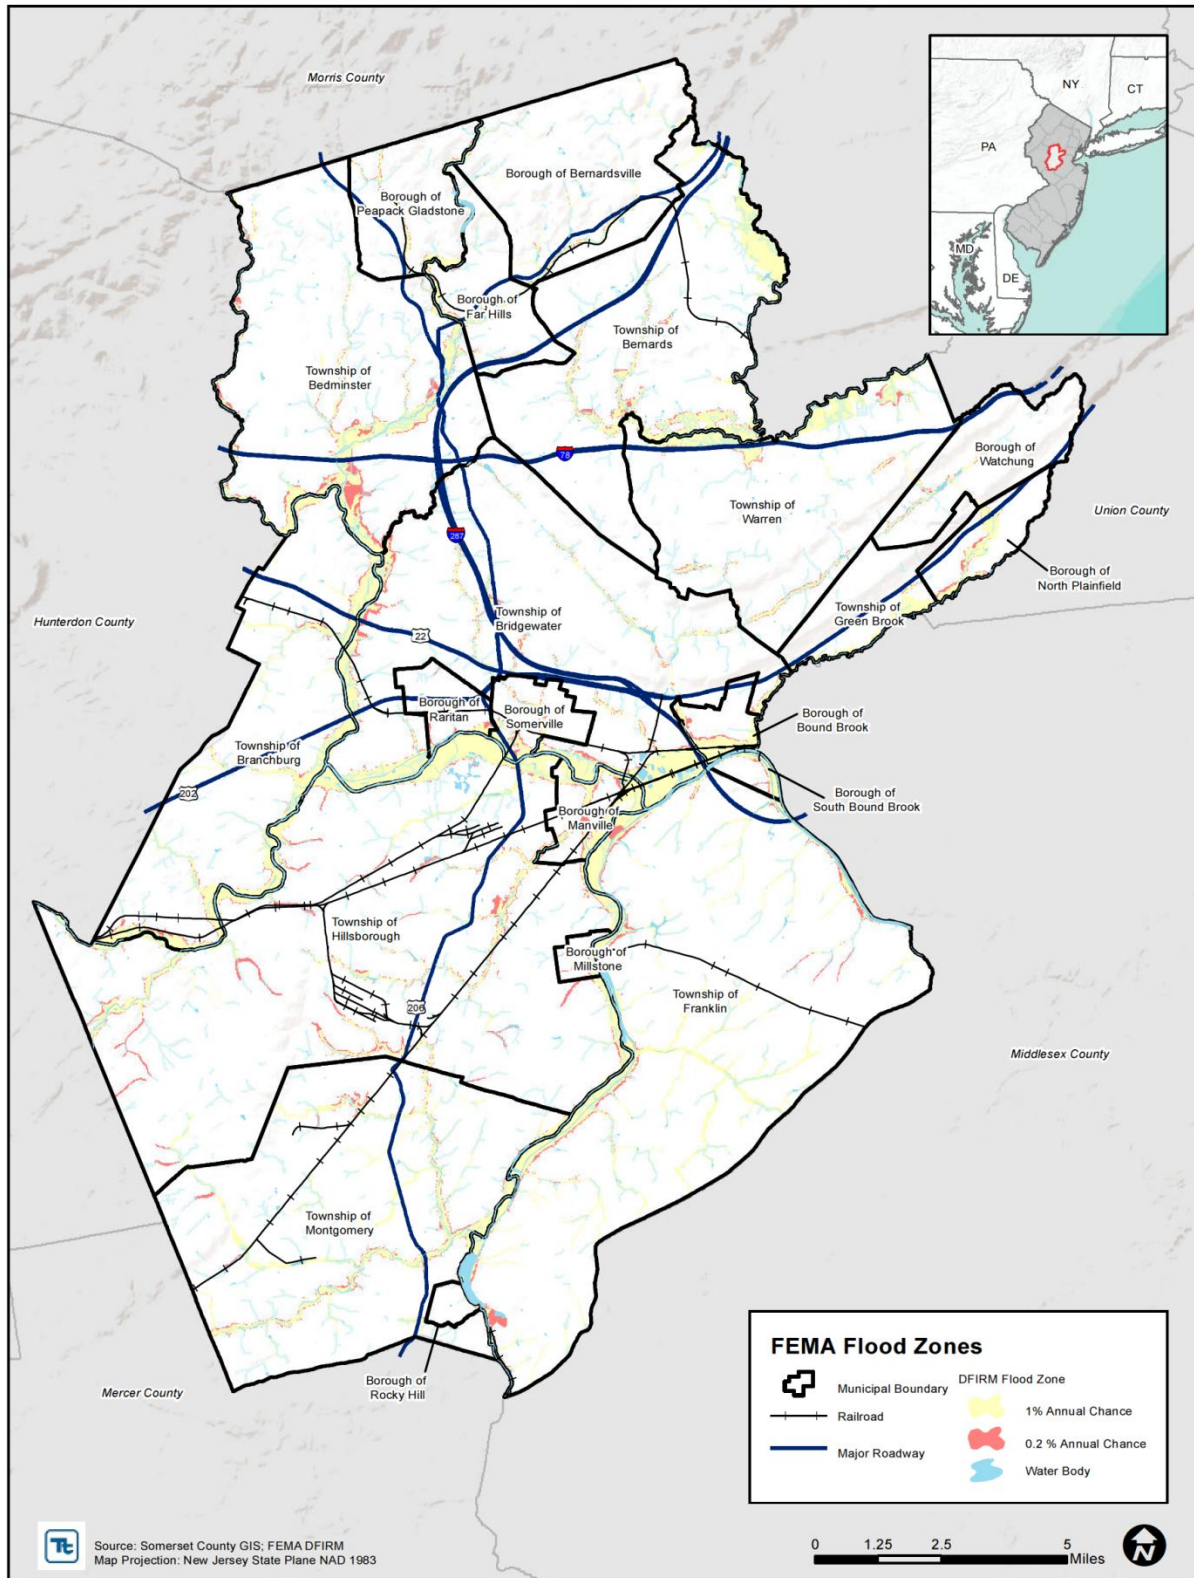 Morris County
NY
CT
PA
MD
DE
Borough of Bernardsville
Borough of
Peapack Gladstone
Borough of
Far Hills
Township of
Bernards
Township of
Bedminster
78
Borough of
Watchung
Township of
Warren
Union County
287
Borough of
North Plainfield
Township of
Bridgewater
Township of
Green Brook
Hunterdon County
22
Borough of
Raritan
Borough of
Somerville
Borough of
Bound Brook
Township of
Branchburg
202
Borough of
South Bound Brook
Borough of
Manville
Township of
Hillsborough
Borough of
Millstone
Township of
Franklin
206
Middlesex County
Township of
Montgomery
Mercer County
Borough of
Rocky Hill
FEMA Flood Zones
Municipal Boundary
Railroad
Major Roadway
DFIRM Flood Zone
1% Annual Chance
0.2 % Annual Chance
Water Body
Tt
Source: Somerset County GIS; FEMA DFIRM
Map Projection: New Jersey State Plane NAD 1983
0 1.25 2.5 5
Miles
N